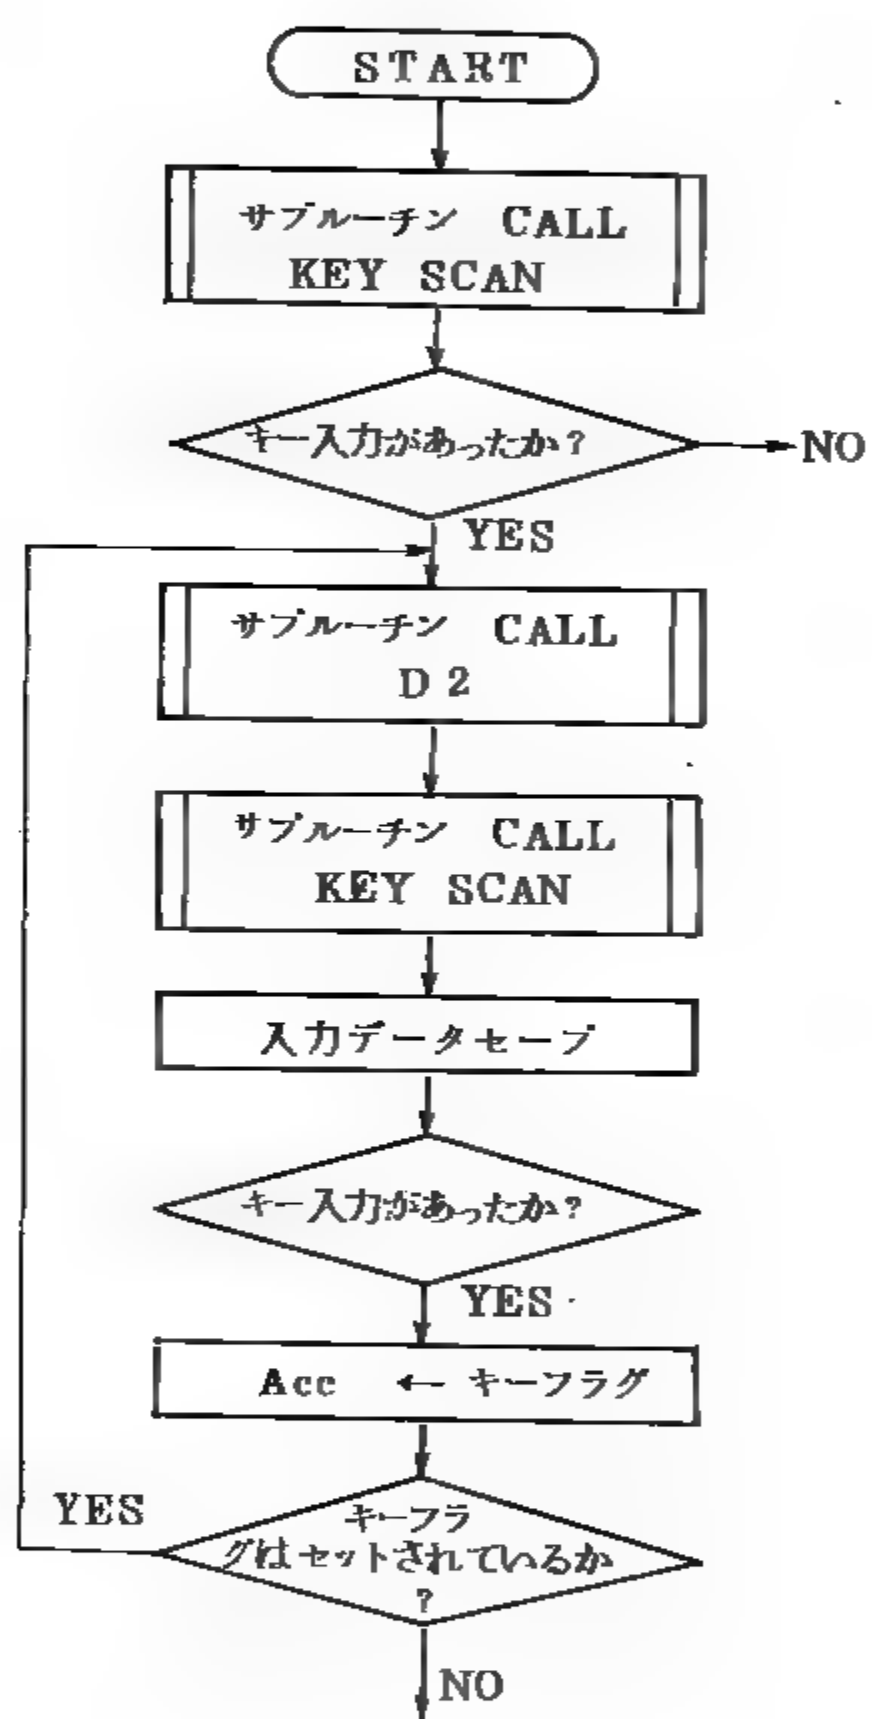 START
サブルーチン CALL
KEY SCAN
キー入力があったか?
NO
YES
サブルーチン CALL
D2
サブルーチン CALL
KEY SCAN
入力データセーブ
キー入力があったか?
YES
Acc ← キーフラグ
YES
キーフラ
グはセットされているか
?
NO